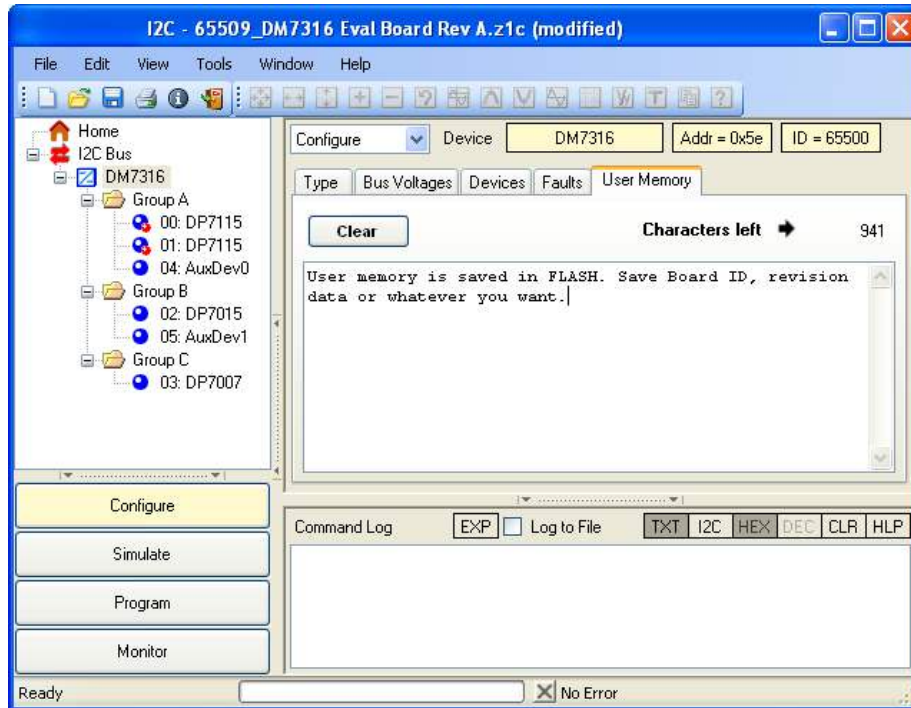 I2C - 65509_DM7316 Eval Board Rev A.z1c (modified)
File Edit View Tools Window Help
Home
I2C Bus
DM7316
Group A
00: DP7115
01: DP7115
04: AuxDev0
Group B
02: DP7015
05: AuxDev1
Group C
03: DP7007
Configure
Simulate
Program
Monitor
Configure Device DM7316 Addr = 0x5e ID = 65500
Type Bus Voltages Devices Faults User Memory
Clear Characters left 941
User memory is saved in FLASH. Save Board ID, revision
data or whatever you want.
Command Log EXP Log to File TXT I2C HEX DEC CLR HLP
Ready No Error